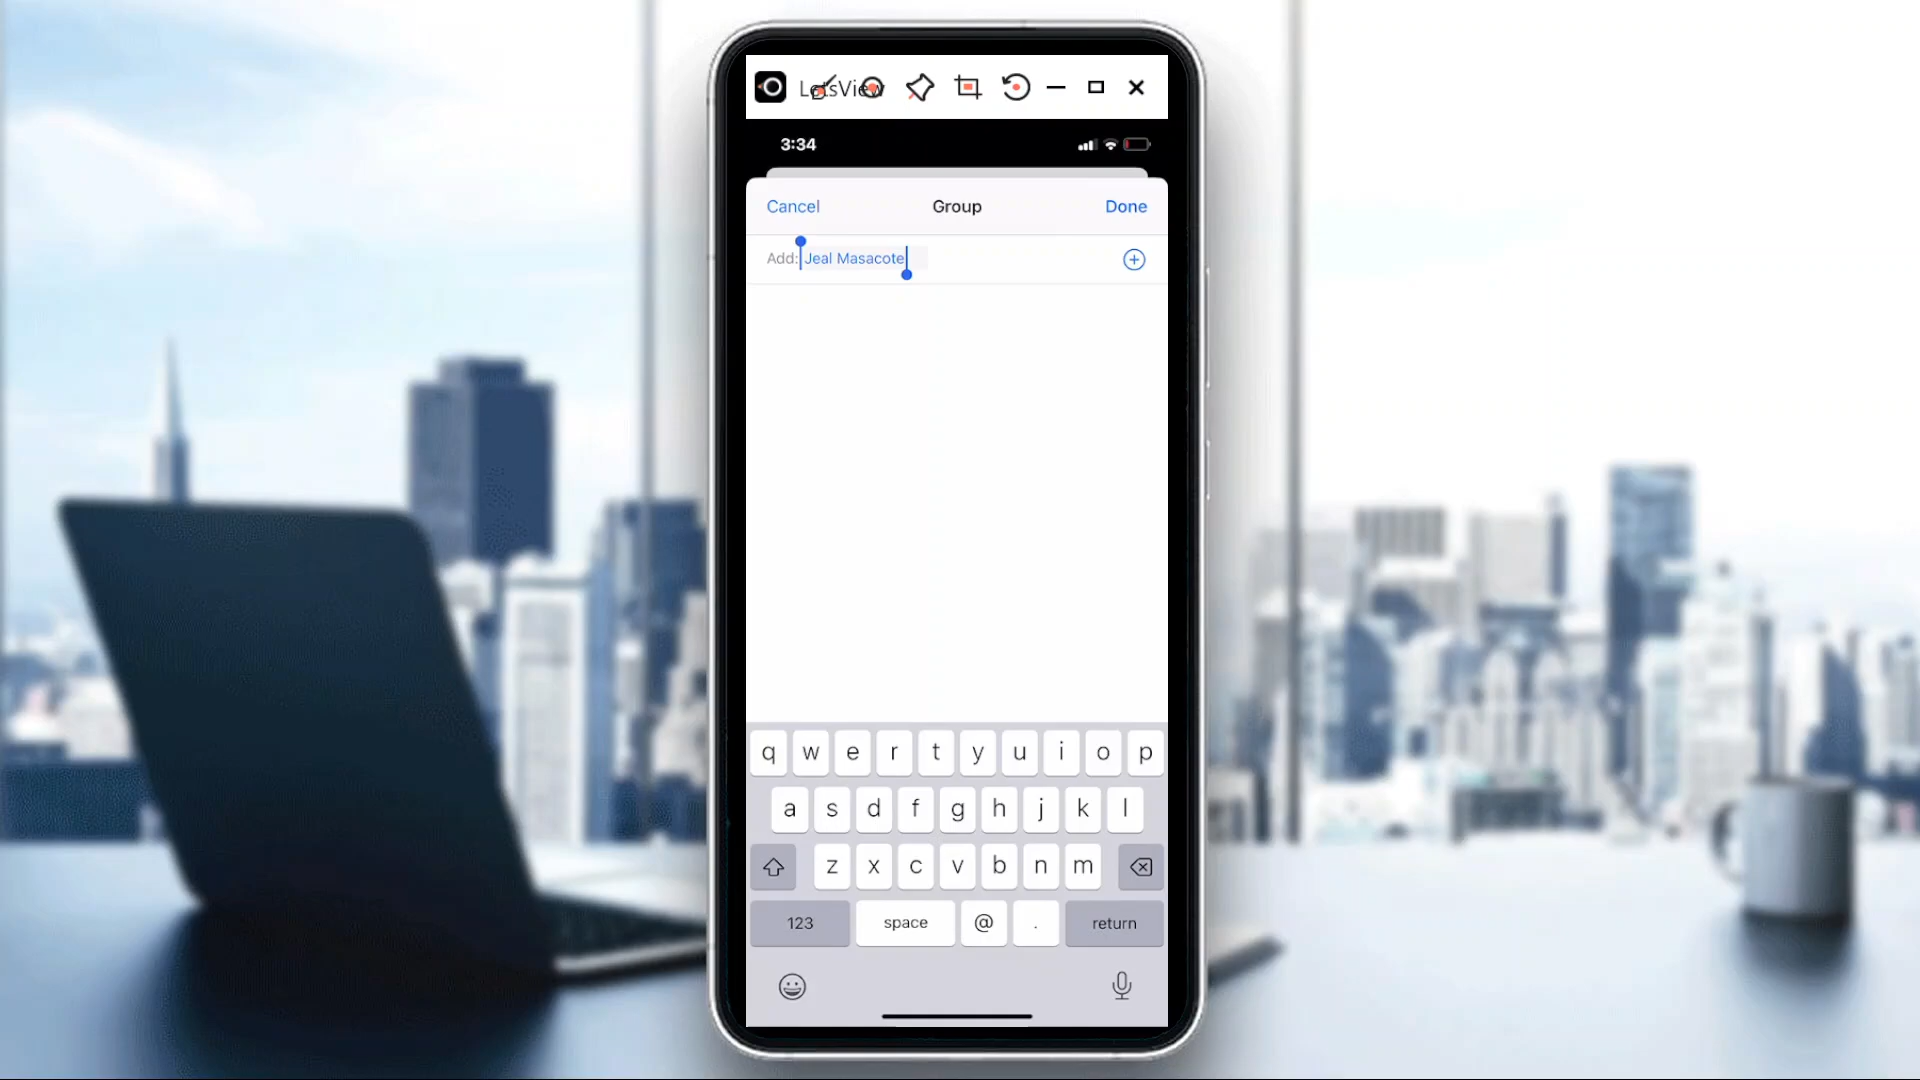 LetsView
3:34
Cancel Group Done
Add: Jeal Masacote
q w e r t y u i o p
a s d f g h j k l
z x c v b n m
123 space @ . return